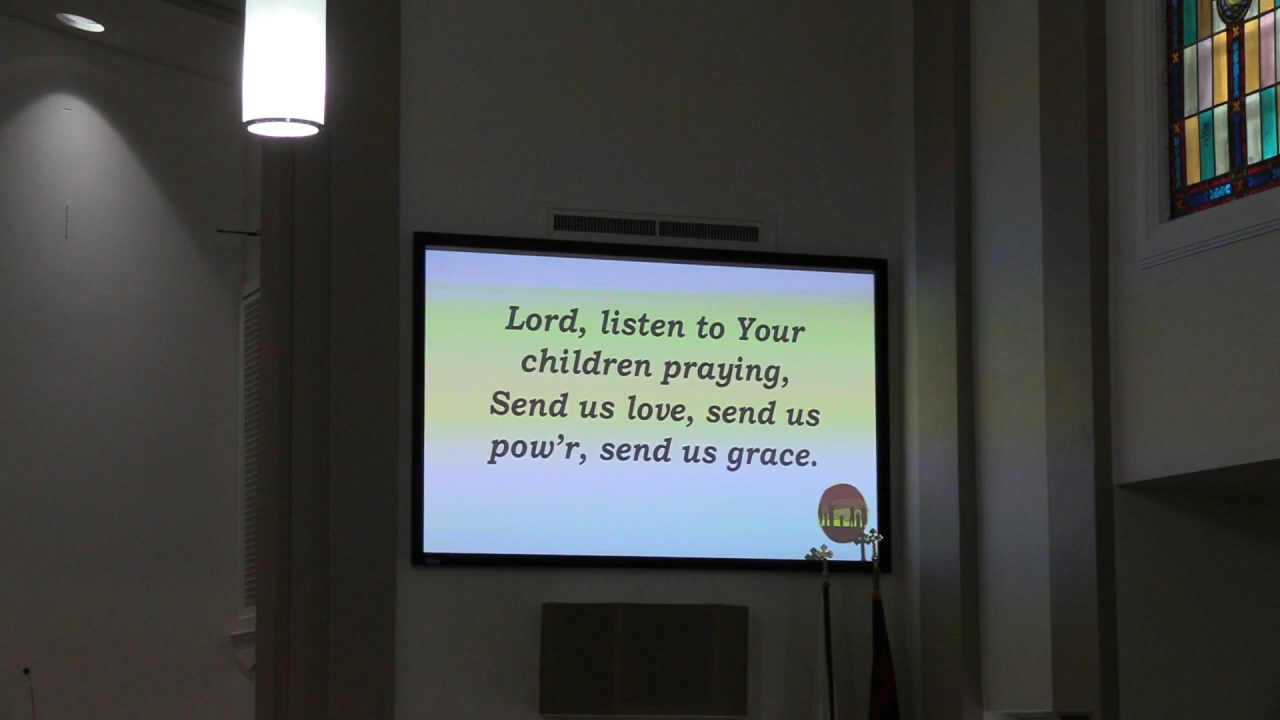 Lord, listen to Your
children praying,
Send us love, send us
pow'r, send us grace.